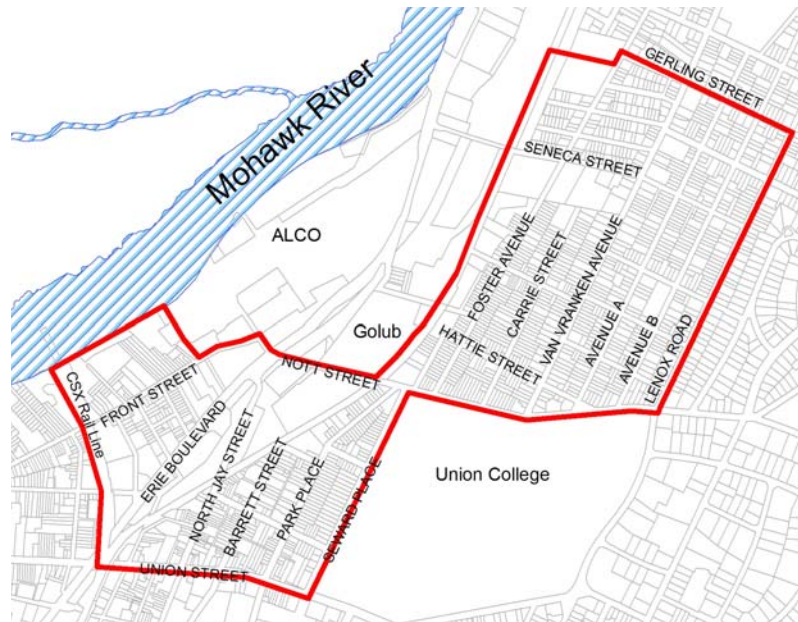 Mohawk River
GERLING STREET
SENECA STREET
ALCO
FOSTER AVENUE
CARRIE STREET
VAN VRANKEN AVENUE
AVENUE A
AVENUE B
LENOX ROAD
Golub
HATTIE STREET
NOTT STREET
FRONT STREET
CSX Rail Line
ERIE BOULEVARD
NORTH JAY STREET
BARRETT STREET
PARK PLACE
SEWARD PLACE
Union College
UNION STREET